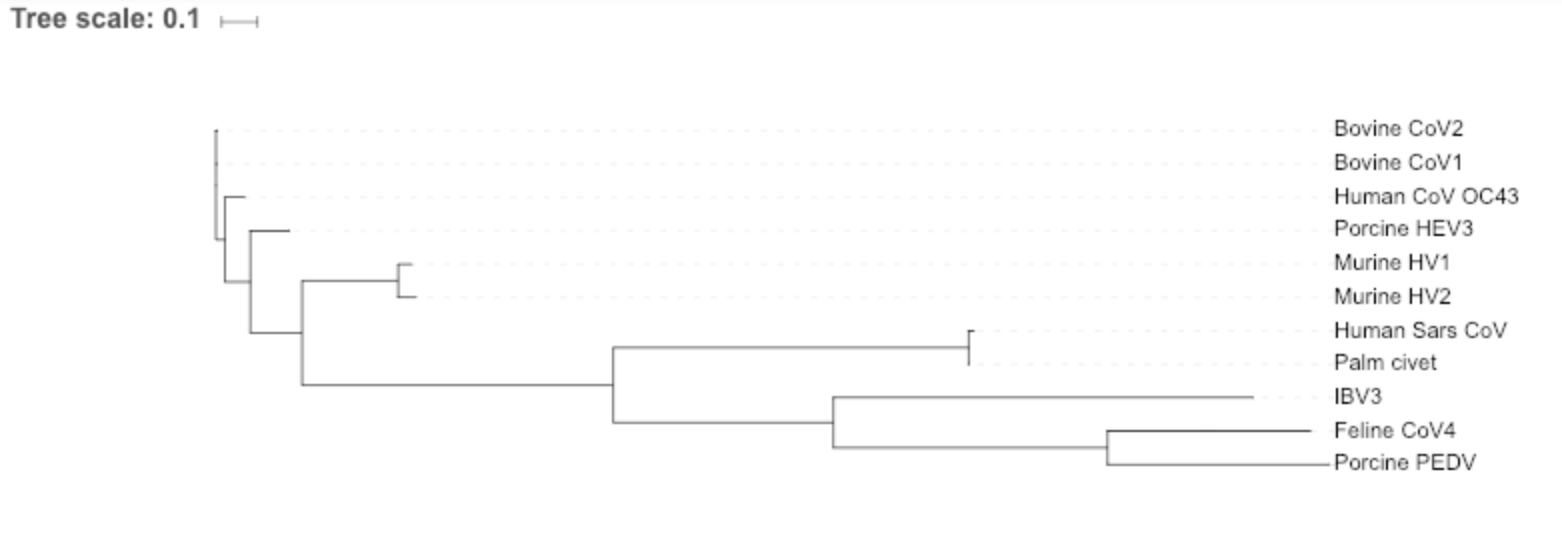 Tree scale: 0.1
Bovine CoV2
Bovine CoV1
Human CoV OC43
Porcine HEV3
Murine HV1
Murine HV2
Human Sars CoV
Palm civet
IBV3
Feline CoV4
Porcine PEDV